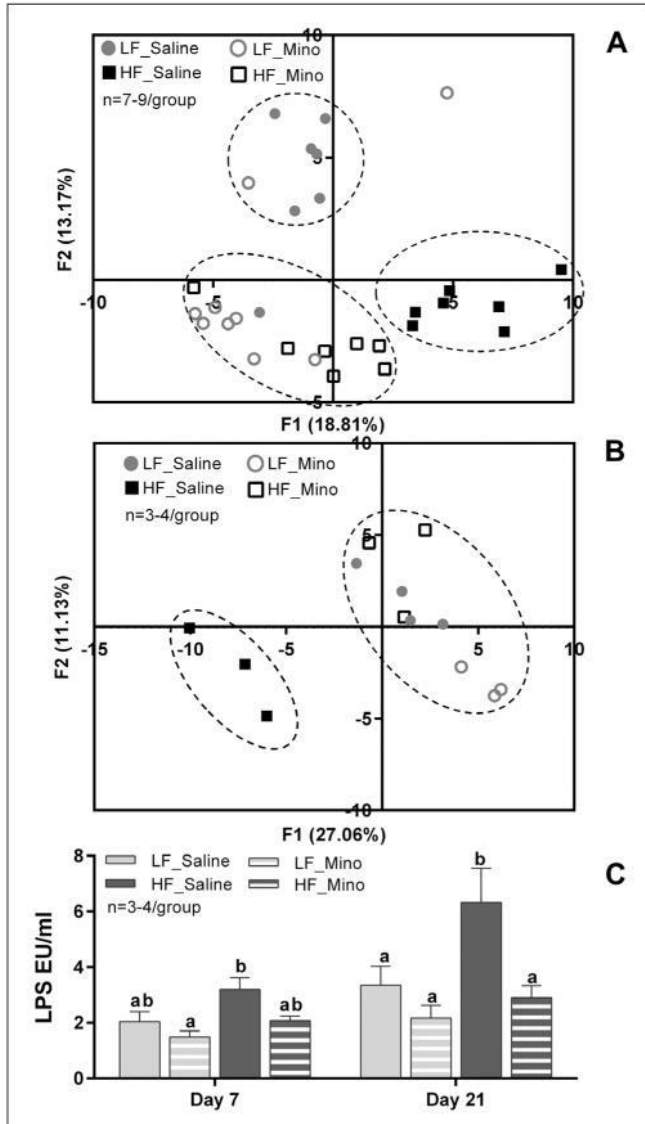 10
A
LF_Saline LF_Mino
HF_Saline HF_Mino
n=7-9/group
5
F2 (13.17%)
-10 -5 5 10
-5
F1 (18.81%)
10
B
LF_Saline LF_Mino
HF_Saline HF_Mino
n=3-4/group
5
F2 (11.13%)
-15 -10 -5 5 10
-5
-10
F1 (27.06%)
8
LF_Saline LF_Mino
C
HF_Saline HF_Mino
n=3-4/group
b
6
LPS EU/ml
4
a
b
a
ab
ab
a
a
2
0
Day 7 Day 21